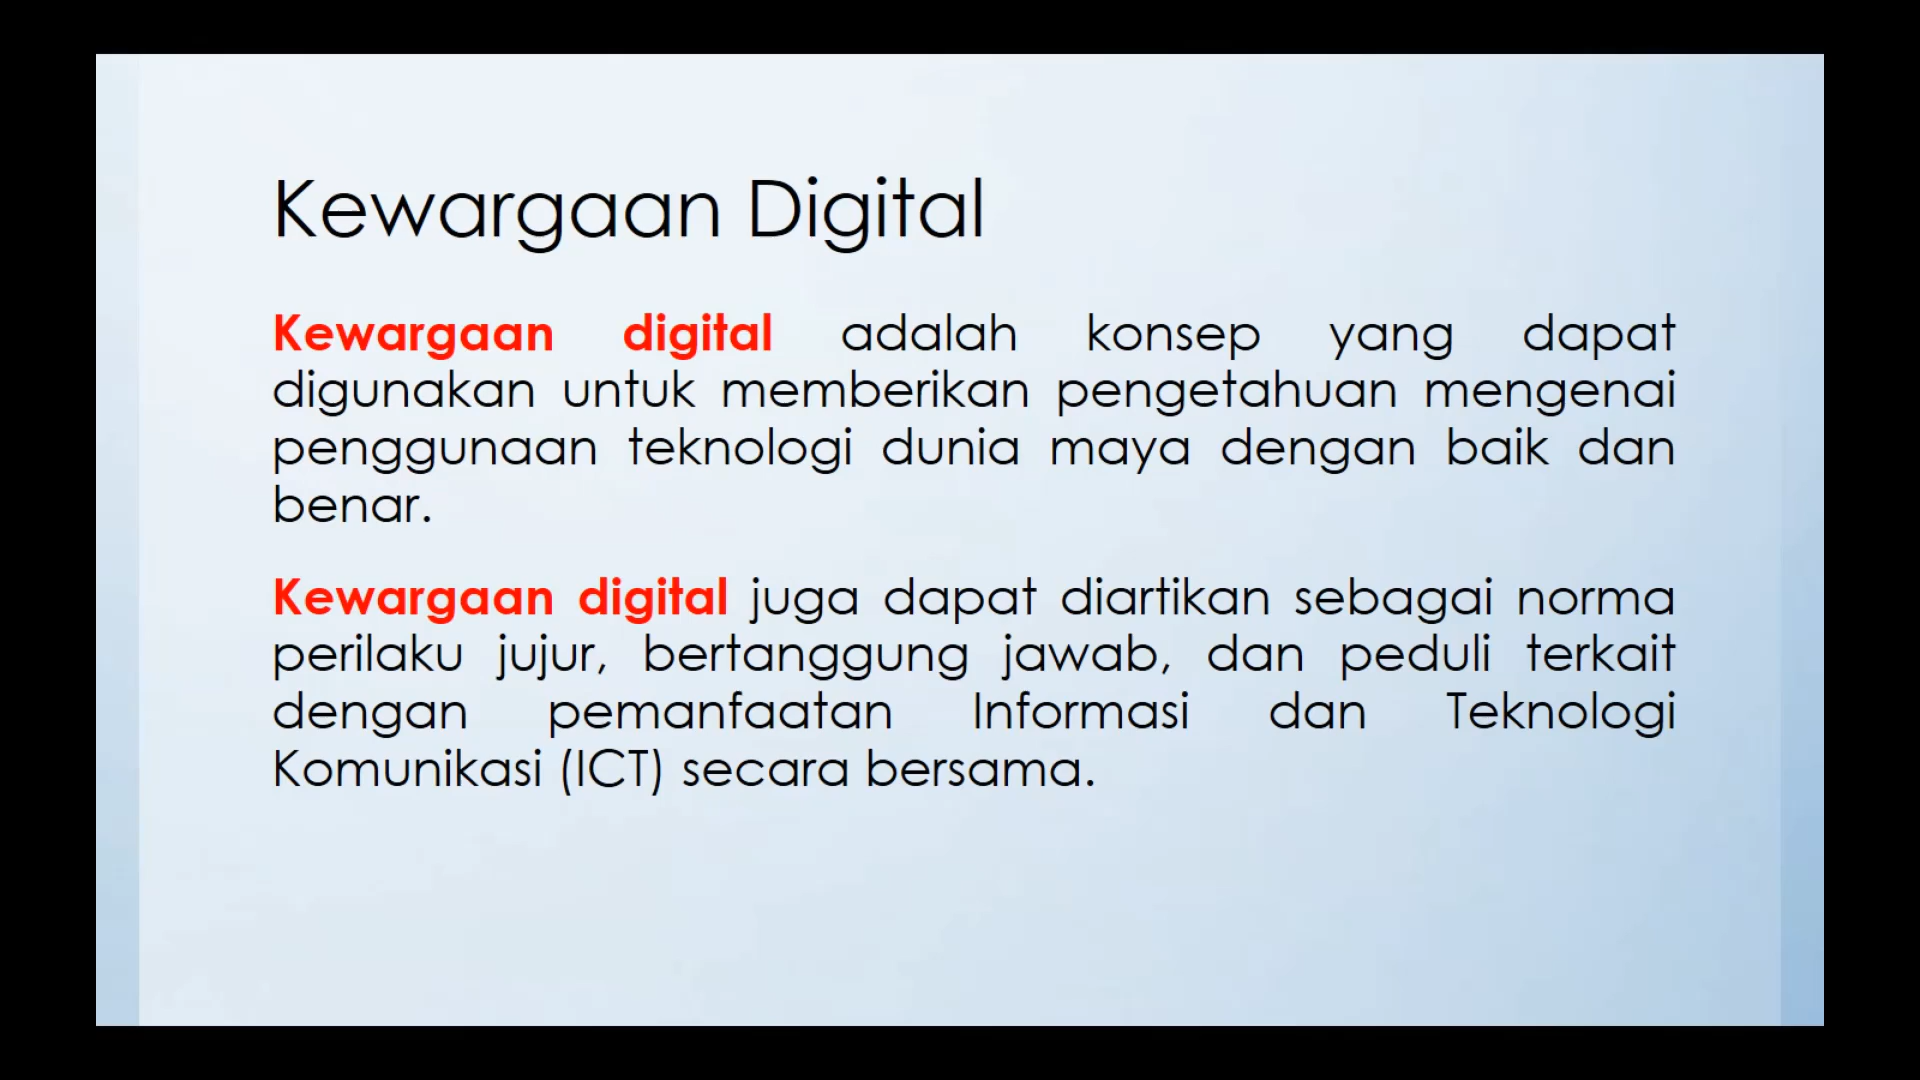 Kewargaan Digital
Kewargaan digital adalah konsep yang dapat
digunakan untuk memberikan pengetahuan mengenai
penggunaan teknologi dunia maya dengan baik dan
benar.
Kewargaan digital juga dapat diartikan sebagai norma
perilaku jujur, bertanggung jawab, dan peduli terkait
dengan pemanfaatan Informasi dan Teknologi
Komunikasi (ICT) secara bersama.